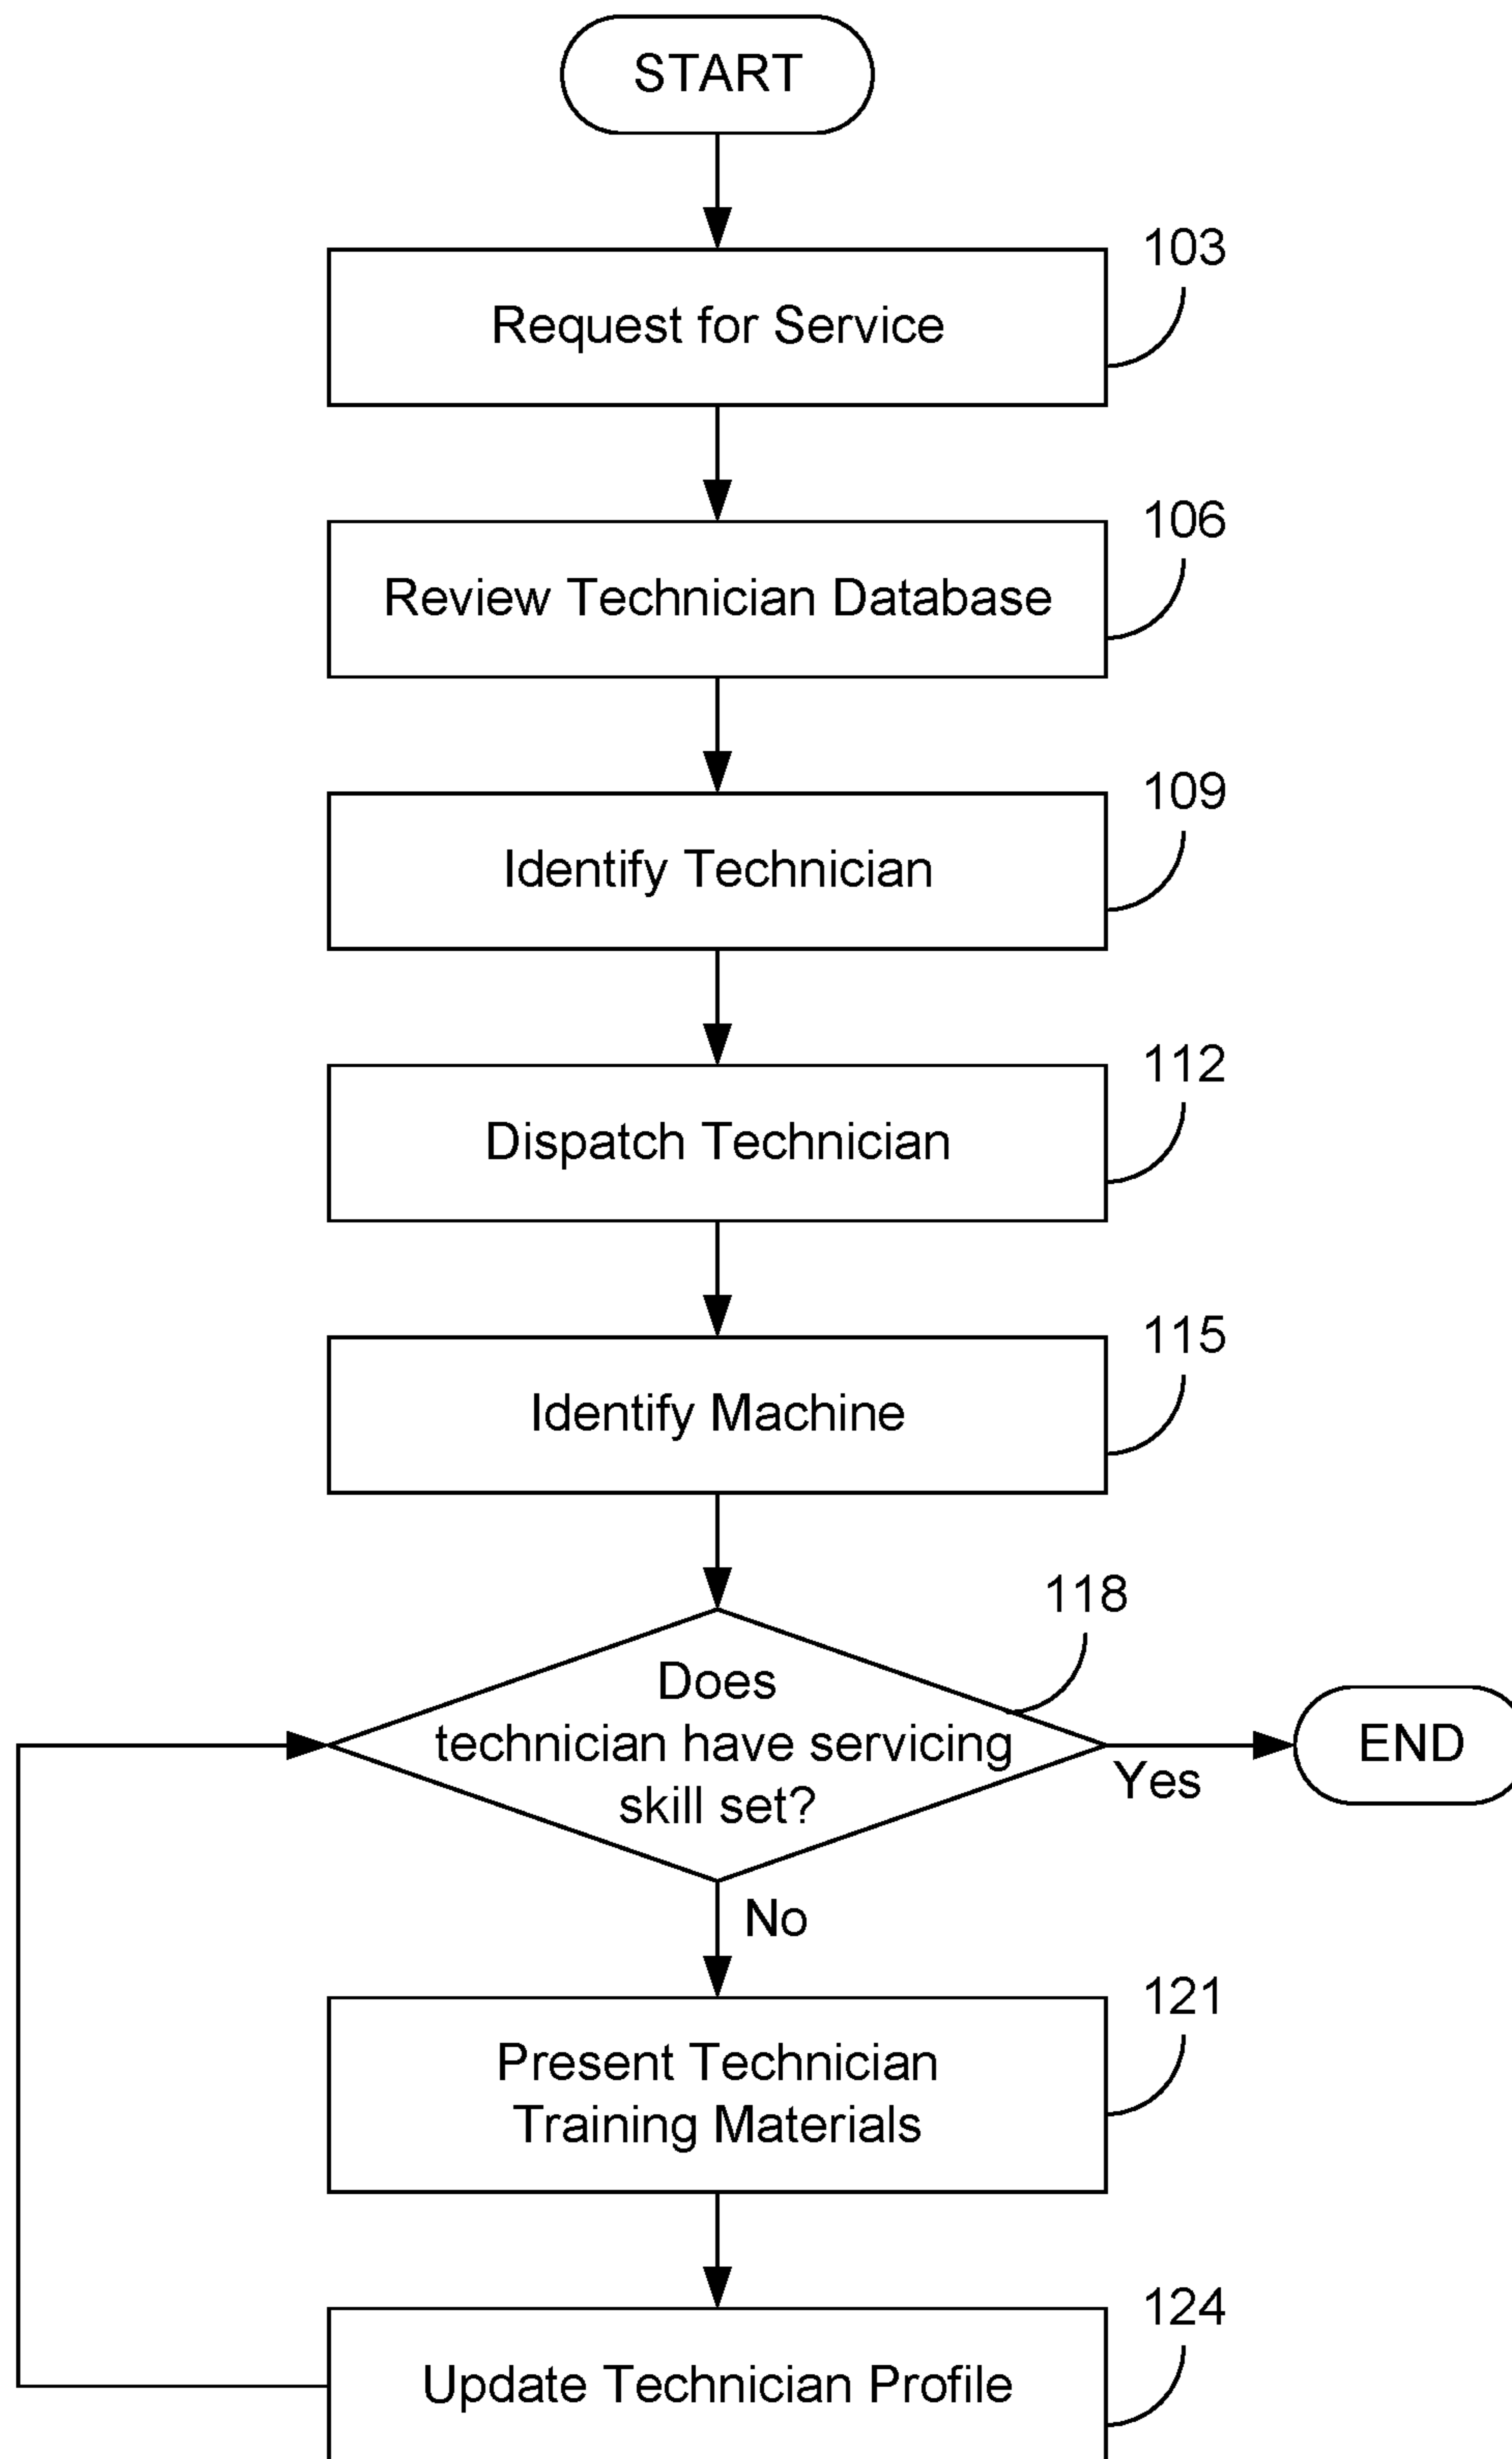 START
103
Request for Service
106
Review Technician Database
109
Identify Technician
112
Dispatch Technician
115
Identify Machine
118
Does
technician have servicing
skill set?
END
Yes
No
121
Present Technician
Training Materials
124
Update Technician Profile